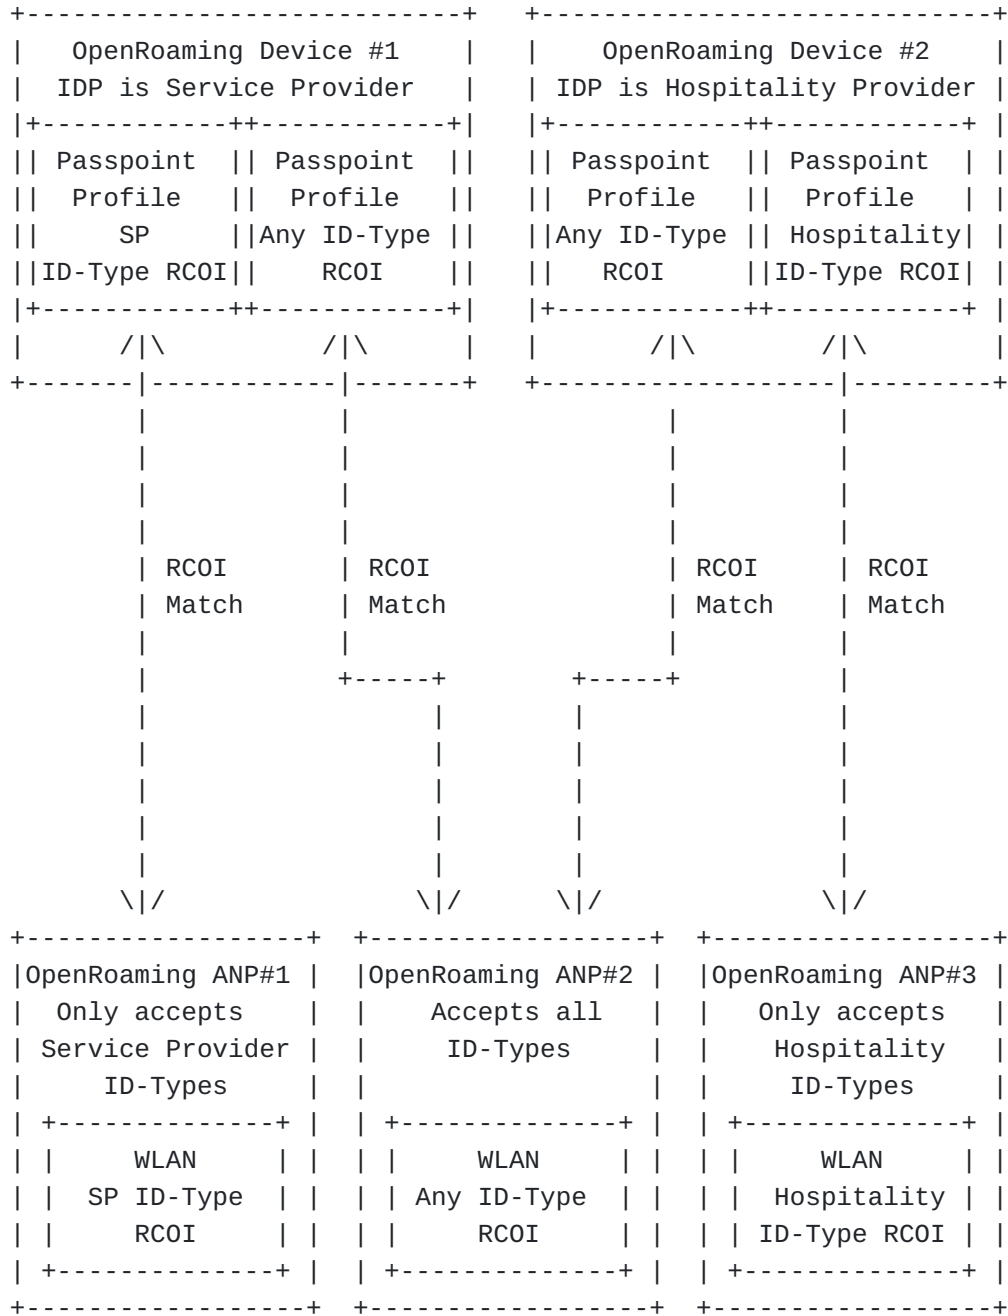 +----------------------------+   +-----------------------------+
|   OpenRoaming Device #1    |   |    OpenRoaming Device #2    |
|  IDP is Service Provider   |   | IDP is Hospitality Provider |
|+------------++------------+|   |+------------++------------+ |
|| Passpoint  || Passpoint  ||   || Passpoint  || Passpoint  | |
||  Profile   ||  Profile   ||   ||  Profile   ||  Profile   | |
||     SP     ||Any ID-Type ||   ||Any ID-Type || Hospitality| |
||ID-Type RCOI||    RCOI    ||   ||   RCOI     ||ID-Type RCOI| |
|+------------++------------+|   |+------------++------------+ |
|      /|\          /|\      |   |       /|\        /|\        |
+-------|------------|-------+   +-------------------|---------+
        |            |                    |          |
        |            |                    |          |
        |            |                    |          |
        |            |                    |          |
        | RCOI       | RCOI               | RCOI     | RCOI
        | Match      | Match              | Match    | Match
        |            |                    |          |
        |            +-----+        +-----+          |
        |                  |        |                |
        |                  |        |                |
        |                  |        |                |
        |                  |        |                |
        |                  |        |                |
       \|/                \|/      \|/              \|/
+------------------+  +------------------+  +------------------+
|OpenRoaming ANP#1 |  |OpenRoaming ANP#2 |  |OpenRoaming ANP#3 |
|  Only accepts    |  |    Accepts all   |  |   Only accepts   |
| Service Provider |  |     ID-Types     |  |    Hospitality   |
|     ID-Types     |  |                  |  |     ID-Types     |
| +--------------+ |  | +--------------+ |  | +--------------+ |
| |     WLAN     | |  | |     WLAN     | |  | |     WLAN     | |
| |  SP ID-Type  | |  | | Any ID-Type  | |  | |  Hospitality | |
| |     RCOI     | |  | |     RCOI     | |  | | ID-Type RCOI | |
| +--------------+ |  | +--------------+ |  | +--------------+ |
+------------------+  +------------------+  +------------------+